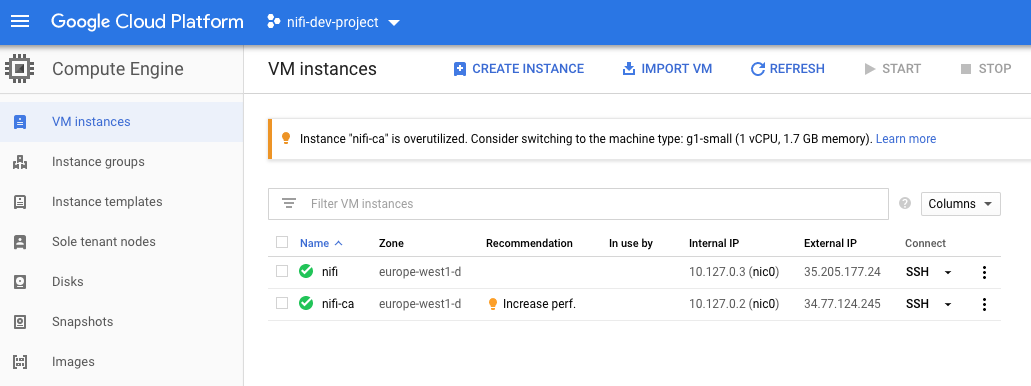 Google Cloud Platform nifi-dev-project
Compute Engine
VM instances CREATE INSTANCE IMPORT VM REFRESH START STOP
VM instances
Instance groups
Instance templates
Sole tenant nodes
Disks
Snapshots
Images
Instance "nifi-ca" is overutilized. Consider switching to the machine type: g1-small (1 vCPU, 1.7 GB memory). Learn more
Filter VM instances ? Columns
Name Zone Recommendation In use by Internal IP External IP Connect
nifi europe-west1-d 10.127.0.3 (nic0) 35.205.177.24 SSH
nifi-ca europe-west1-d Increase perf. 10.127.0.2 (nic0) 34.77.124.245 SSH